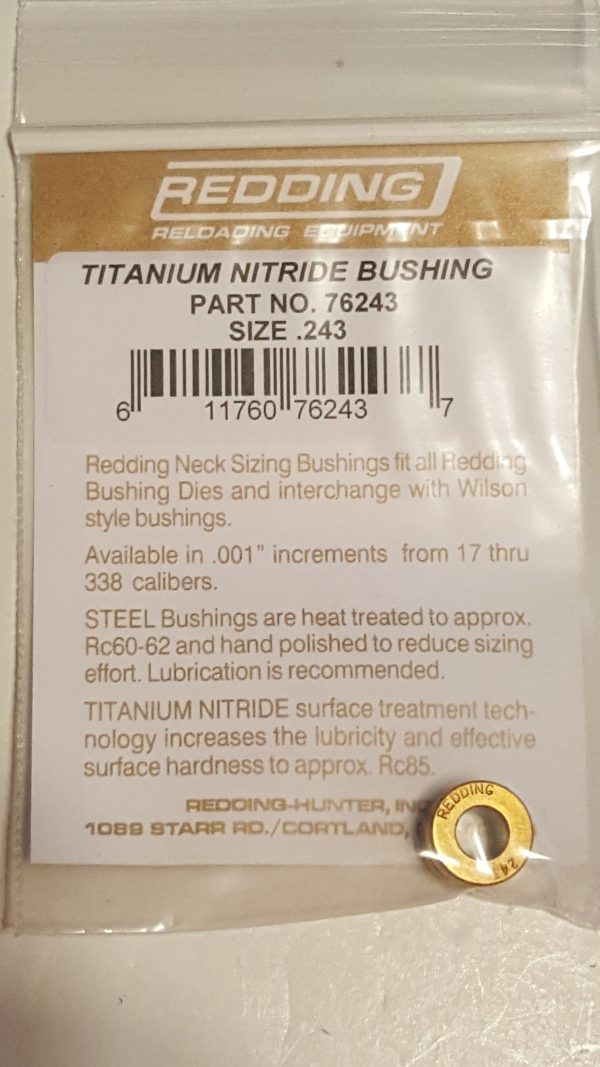 REDDING
RELOADING EQUIPMENT
TITANIUM NITRIDE BUSHING
PART NO. 76243
SIZE .243
6 11760 76243 7
Redding Neck Sizing Bushings fit all Redding
Bushing Dies and interchange with Wilson
style bushings.
Available in .001” increments from 17 thru
338 calibers.
STEEL Bushings are heat treated to approx.
Rc60-62 and hand polished to reduce sizing
effort. Lubrication is recommended.
TITANIUM NITRIDE surface treatment tech-
nology increases the lubricity and effective
surface hardness to approx. Rc85.
REDDING-HUNTER, INC
1089 STARR RD./CORTLAND,
REDDING
243